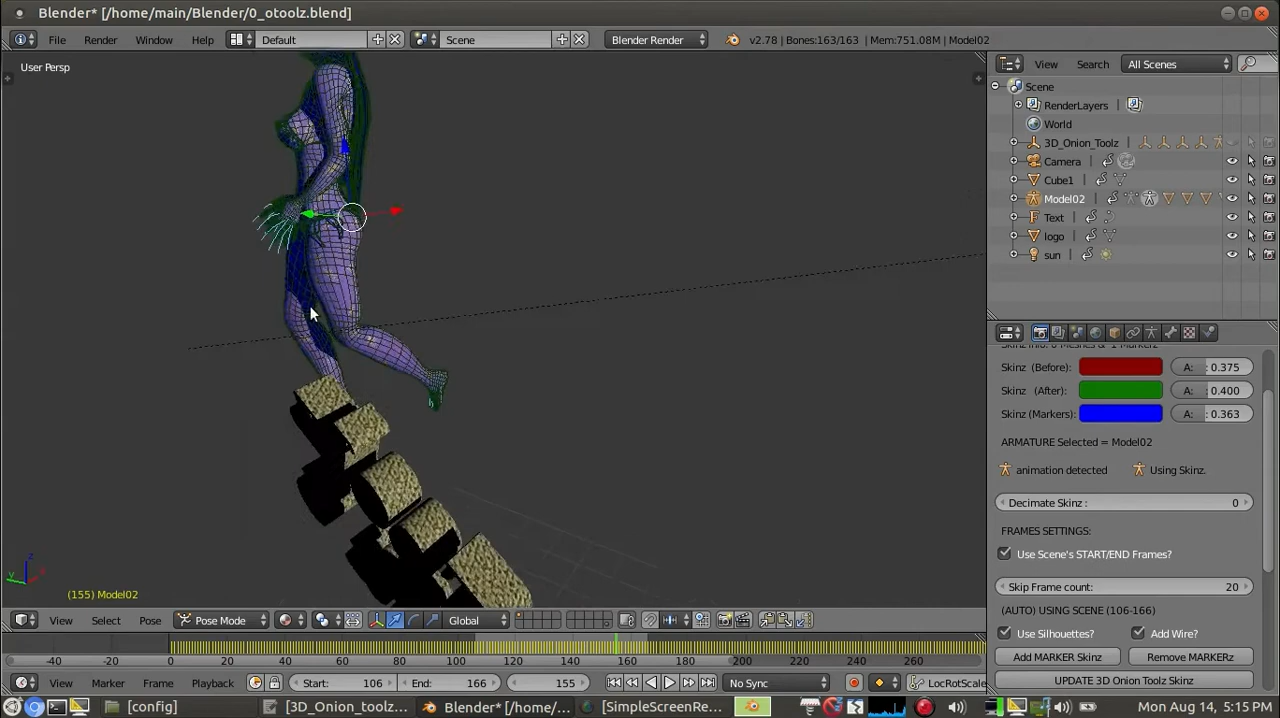 Blender* [/home/main/Blender/0_otoolz.blend]
File Render Window Help Default Scene Blender Render v2.78 | Bones:163/163 | Mem:751.08M | Model02
User Persp
View Search All Scenes
Scene
RenderLayers
World
3D_Onion_Toolz
Camera
Cube1
Model02
Text
logo
sun
Skinz (Before): A: 0.375
Skinz (After): A: 0.400
Skinz (Markers): A: 0.363
ARMATURE Selected = Model02
animation detected Using Skinz.
Decimate Skinz : 0
FRAMES SETTINGS:
Use Scene's START/END Frames?
Skip Frame count: 20
(AUTO) USING SCENE (106-166)
Use Silhouettes? Add Wire?
Add MARKER Skinz Remove MARKERz
UPDATE 3D Onion Toolz Skinz
z
y
x
(155) Model02
View Select Pose Pose Mode Global
-40 -20 0 20 40 60 80 100 120 140 160 180 200 220 240 260
View Marker Frame Playback Start: 106 End: 166 155 No Sync LocRotScale
[config] [3D_Onion_toolz... Blender* [/home/... [SimpleScreenRe... Mon Aug 14, 5:15 PM